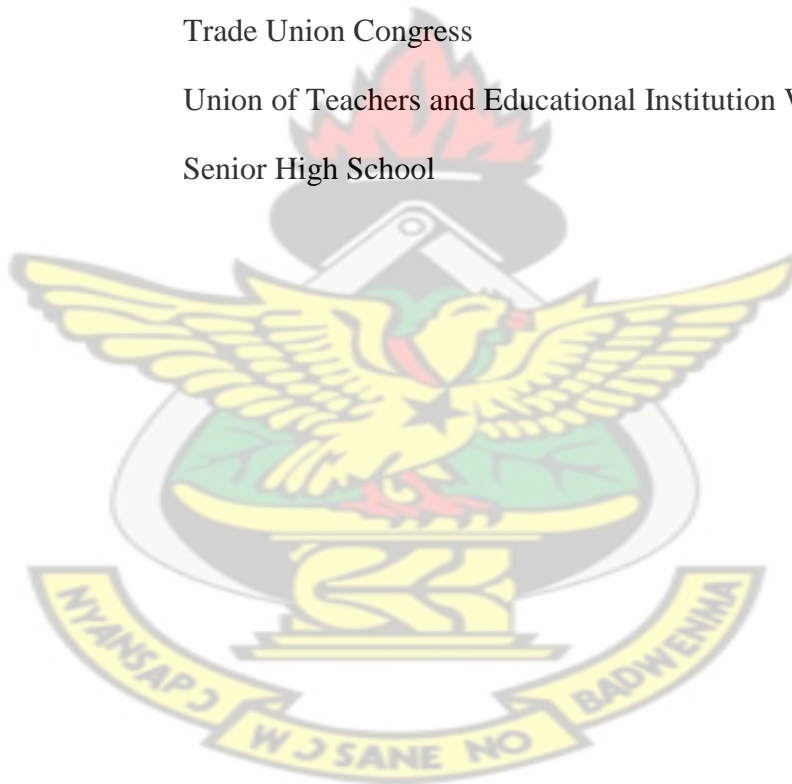 Trade Union Congress
Union of Teachers and Educational Institution
Senior High School
NYANSAPƆ
WƆSANE NO
BADWENMA